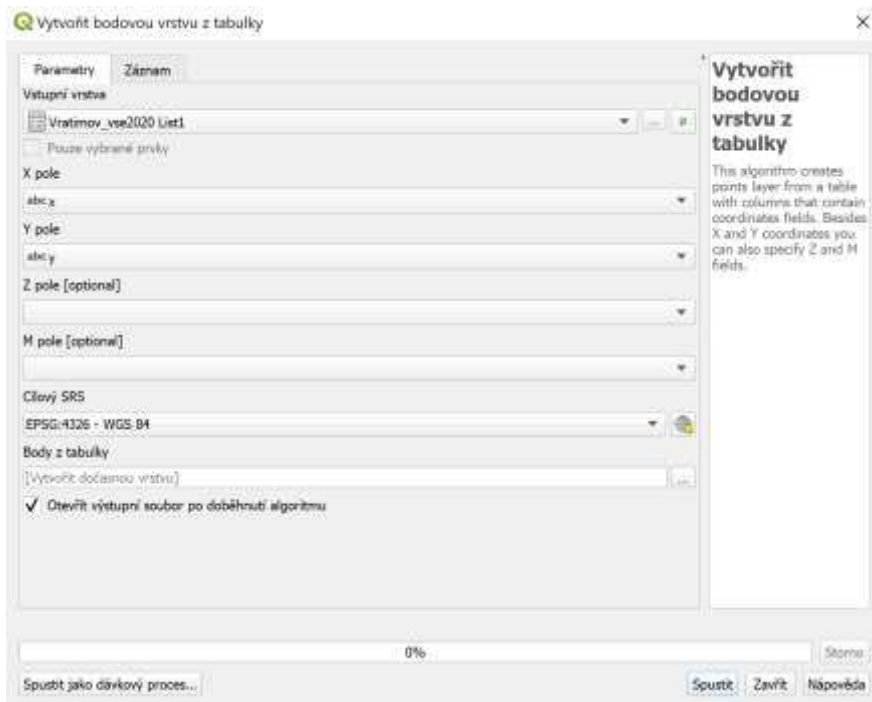 Vytvořit bodovou vrstvu z tabulky
Parametry Záznam
Vstupní vrstva
Vratimov_vse2020 List1
Pouze vybrané prvky
X pole
abc x
Y pole
abc y
Z pole [optional]
M pole [optional]
Cílový SRS
EPSG:4326 - WGS 84
Body z tabulky
[Vytvořit dočasnou vrstvu]
...
✓ Otevřít výstupní soubor po doběhnutí algoritmu
Vytvořit
bodovou
vrstvu z
tabulky
This algorithm creates
points layer from a table
with columns that contain
coordinates fields. Besides
X and Y coordinates you
can also specify Z and M
fields.
0%
Storno
Spustit jako dávkový proces...
Spustit Zavřít Nápověda